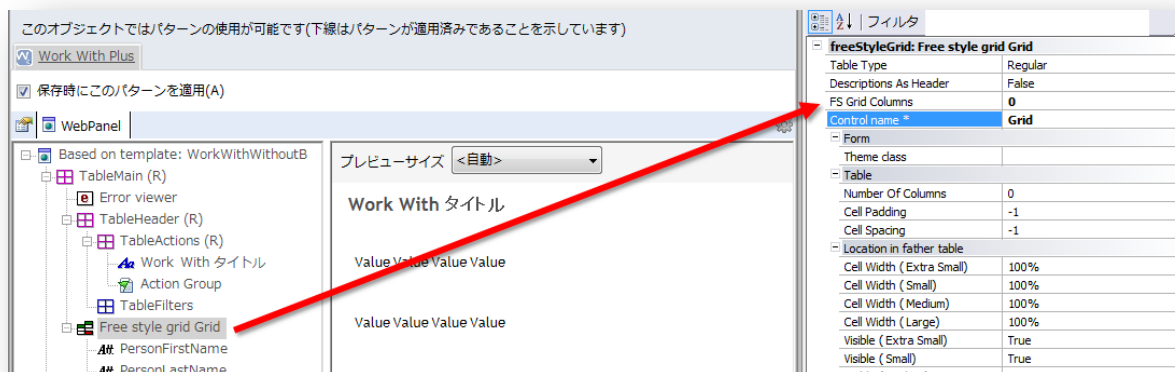 このオブジェクトではパターンの使用が可能です(下線はパターンが適用済みであることを示しています)
Work With Plus
保存時にこのパターンを適用(A)
WebPanel
Based on template: WorkWithWithoutB
TableMain (R)
Error viewer
TableHeader (R)
TableActions (R)
Work With タイトル
Action Group
TableFilters
Free style grid Grid
PersonFirstName
PersonLastName
プレビューサイズ <自動>
Work With タイトル
Value Value Value Value
Value Value Value Value
フィルタ
freeStyleGrid: Free style grid Grid
Table Type Regular
Descriptions As Header False
FS Grid Columns 0
Control name * Grid
Form
Theme class
Table
Number Of Columns 0
Cell Padding -1
Cell Spacing -1
Location in father table
Cell Width (Extra Small) 100%
Cell Width (Small) 100%
Cell Width (Medium) 100%
Cell Width (Large) 100%
Visible (Extra Small) True
Visible (Small) True